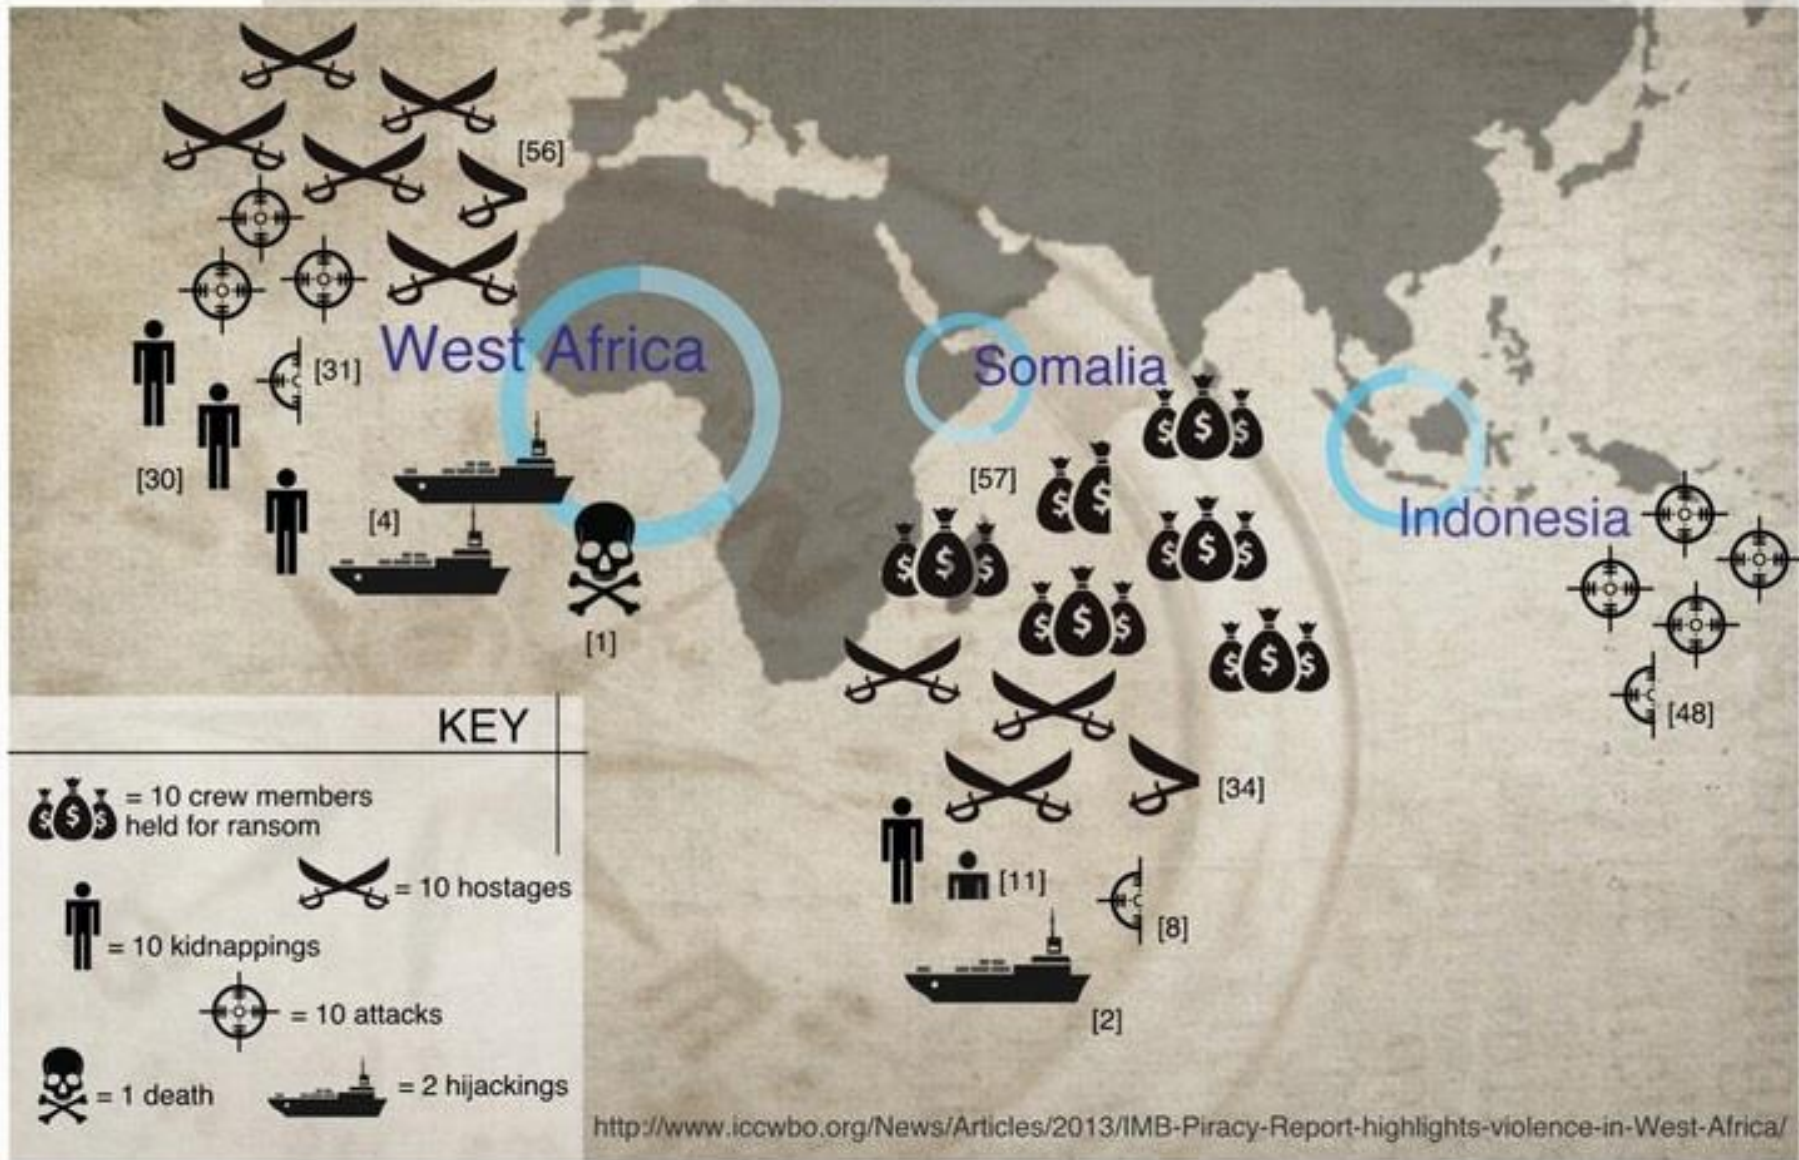 [56]
West Africa
[31]
[30]
[4]
[1]
Somalia
[57]
Indonesia
[48]
[34]
[11]
[8]
[2]
KEY
$ $ $ = 10 crew members
held for ransom
= 10 hostages
= 10 kidnappings
= 10 attacks
= 1 death
= 2 hijackings
http://www.iccwbo.org/News/Articles/2013/IMB-Piracy-Report-highlights-violence-in-West-Africa/